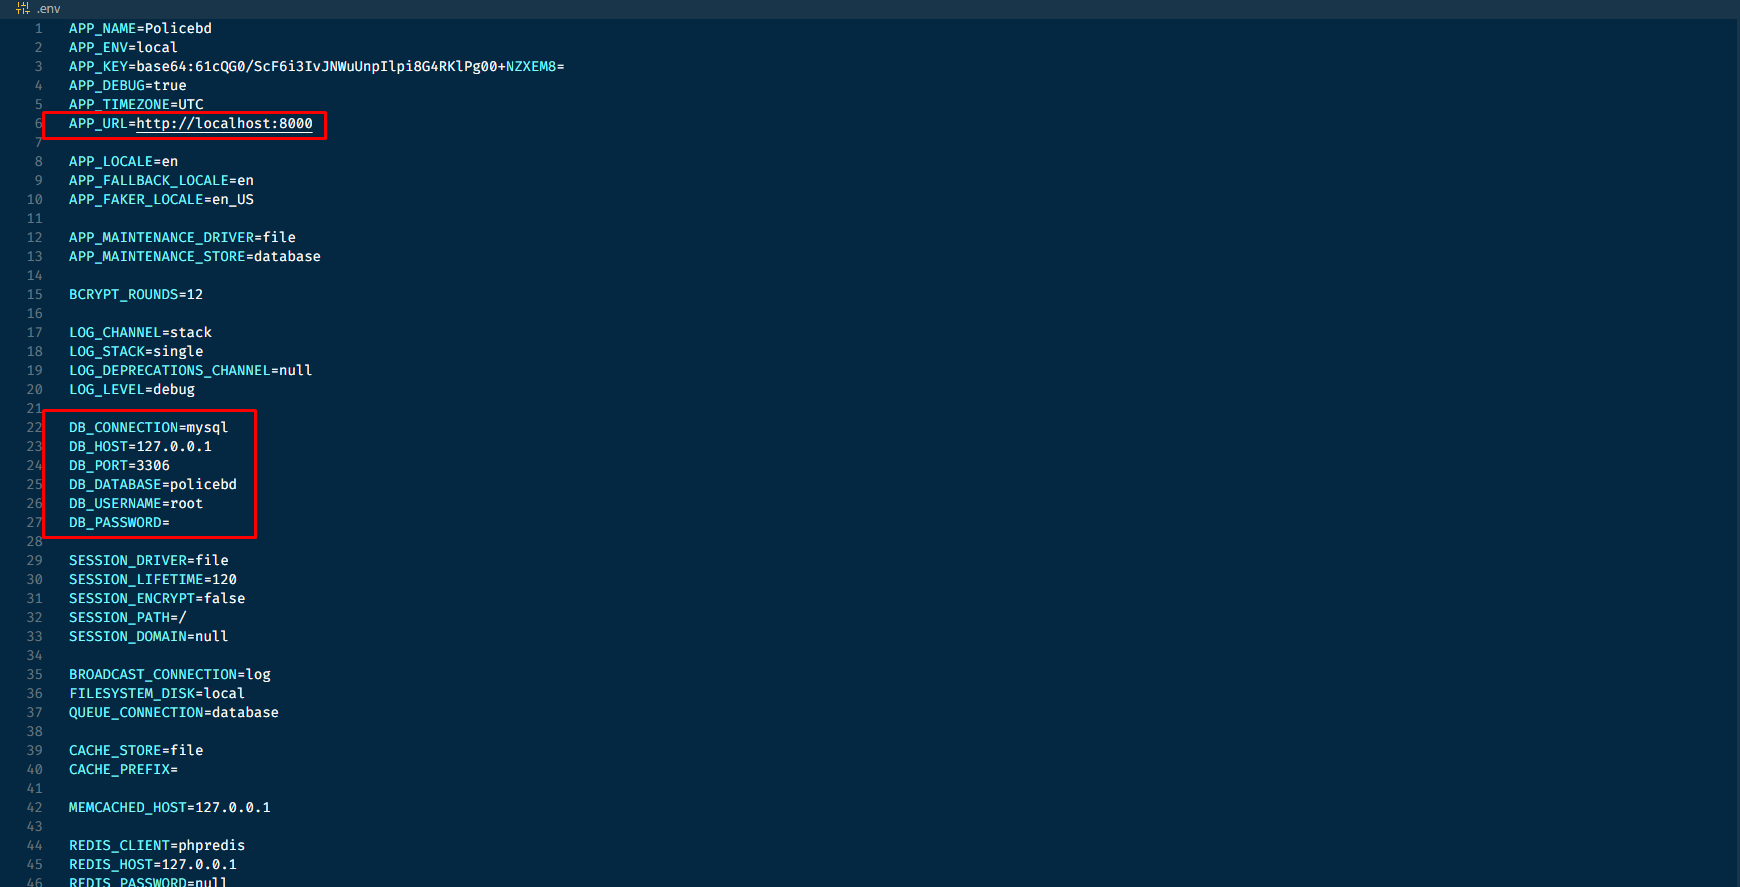 .env
1 APP_NAME=Policebd
2 APP_ENV=local
3 APP_KEY=base64:61cQG0/ScF6i3IvJNWuUnpIlpi8G4RKlPg00+NZXEM8=
4 APP_DEBUG=true
5 APP_TIMEZONE=UTC
6 APP_URL=http://localhost:8000
7
8 APP_LOCALE=en
9 APP_FALLBACK_LOCALE=en
10 APP_FAKER_LOCALE=en_US
11
12 APP_MAINTENANCE_DRIVER=file
13 APP_MAINTENANCE_STORE=database
14
15 BCRYPT_ROUNDS=12
16
17 LOG_CHANNEL=stack
18 LOG_STACK=single
19 LOG_DEPRECATIONS_CHANNEL=null
20 LOG_LEVEL=debug
21
22 DB_CONNECTION=mysql
23 DB_HOST=127.0.0.1
24 DB_PORT=3306
25 DB_DATABASE=policebd
26 DB_USERNAME=root
27 DB_PASSWORD=
28
29 SESSION_DRIVER=file
30 SESSION_LIFETIME=120
31 SESSION_ENCRYPT=false
32 SESSION_PATH=/
33 SESSION_DOMAIN=null
34
35 BROADCAST_CONNECTION=log
36 FILESYSTEM_DISK=local
37 QUEUE_CONNECTION=database
38
39 CACHE_STORE=file
40 CACHE_PREFIX=
41
42 MEMCACHED_HOST=127.0.0.1
43
44 REDIS_CLIENT=phpredis
45 REDIS_HOST=127.0.0.1
46 REDIS_PASSWORD=null